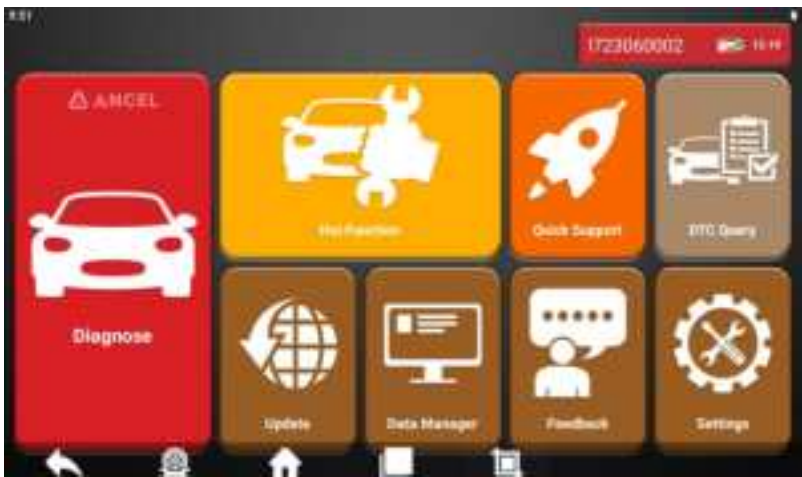 1723060002
ANCEL
Diagnose
Hot Function
Quick Support
DTC Query
Update
Data Manager
Feedback
Settings